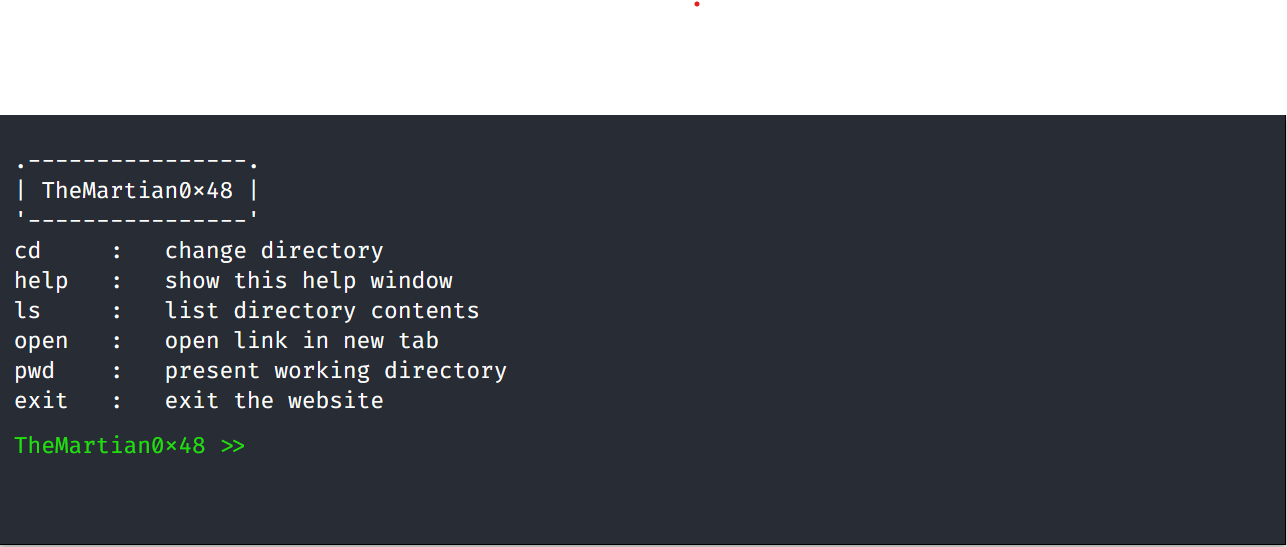 .----------------.
| TheMartian0x48 |
'----------------'
cd : change directory
help : show this help window
ls : list directory contents
open : open link in new tab
pwd : present working directory
exit : exit the website
TheMartian0x48 >>